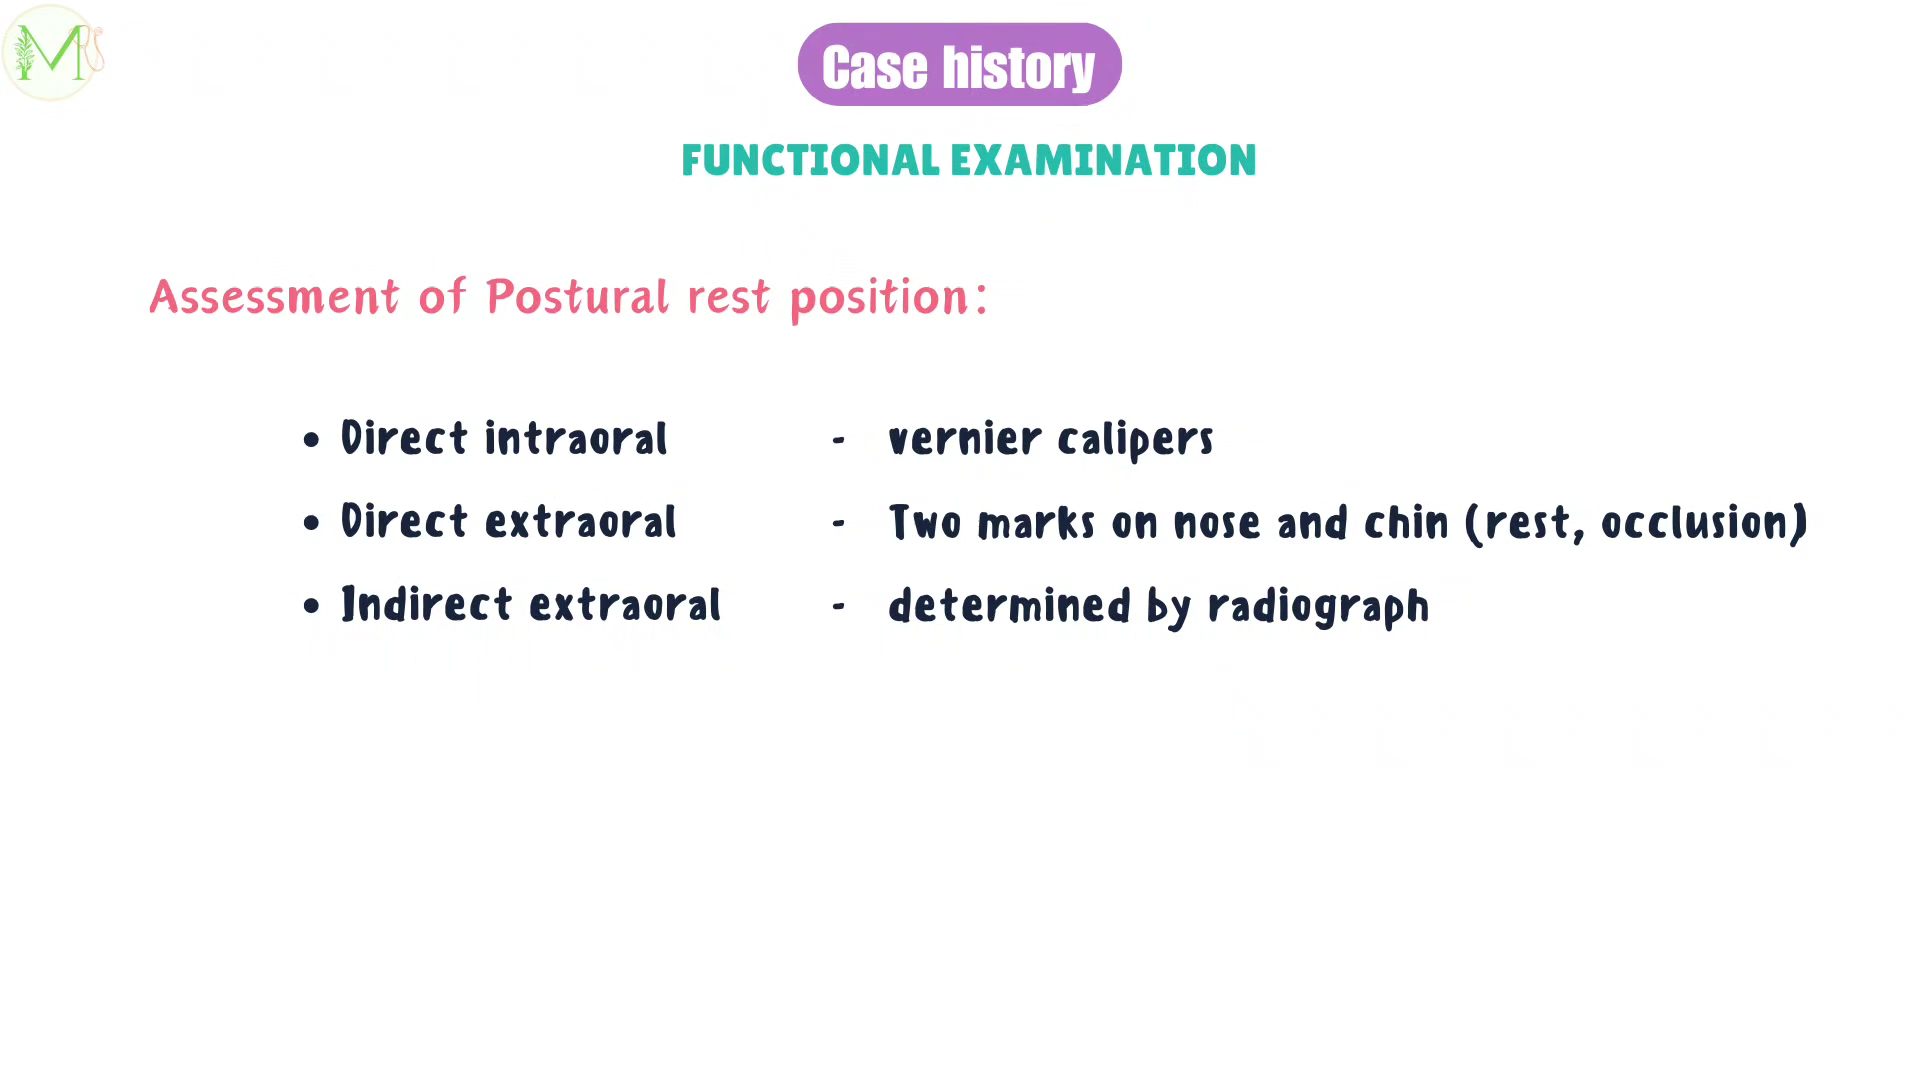 M
Case history
FUNCTIONAL EXAMINATION
Assessment of Postural rest position:
• Direct intraoral - vernier calipers
• Direct extraoral - Two marks on nose and chin (rest, occlusion)
• Indirect extraoral - determined by radiograph